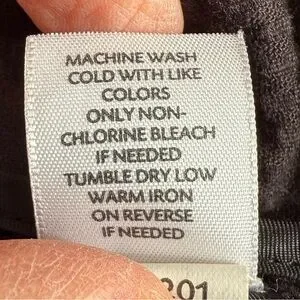 MACHINE WASH
COLD WITH LIKE
COLORS
ONLY NON-
CHLORINE BLEACH
IF NEEDED
TUMBLE DRY LOW
WARM IRON
ON REVERSE
IF NEEDED
201